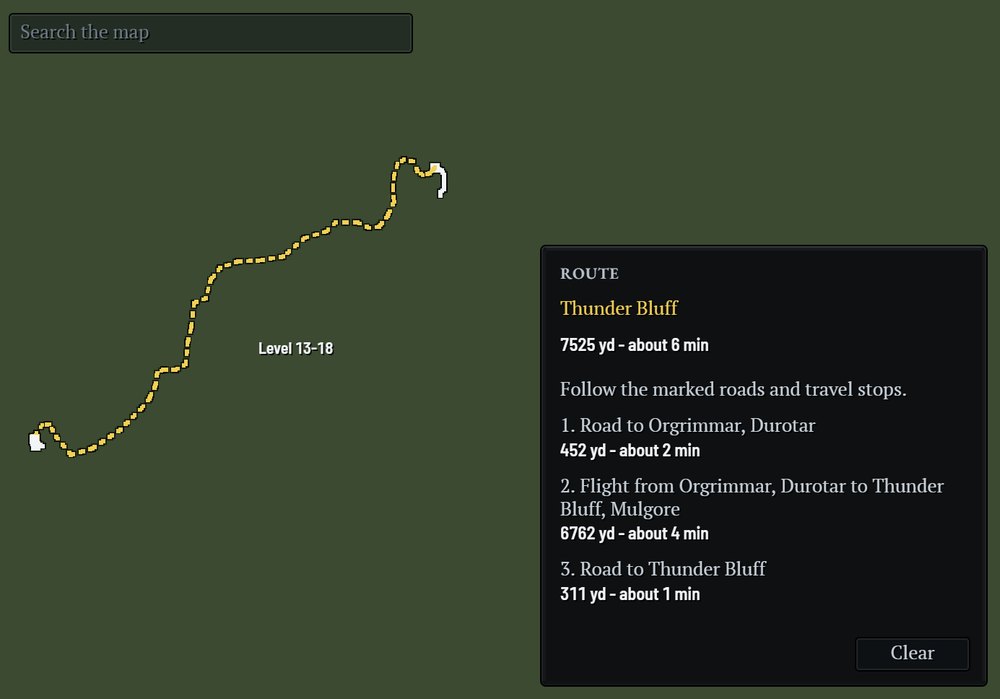 Search the map
Level 13-18
ROUTE
Thunder Bluff
7525 yd - about 6 min
Follow the marked roads and travel stops.
1. Road to Orgrimmar, Durotar
452 yd - about 2 min
2. Flight from Orgrimmar, Durotar to Thunder
Bluff, Mulgore
6762 yd - about 4 min
3. Road to Thunder Bluff
311 yd - about 1 min
Clear